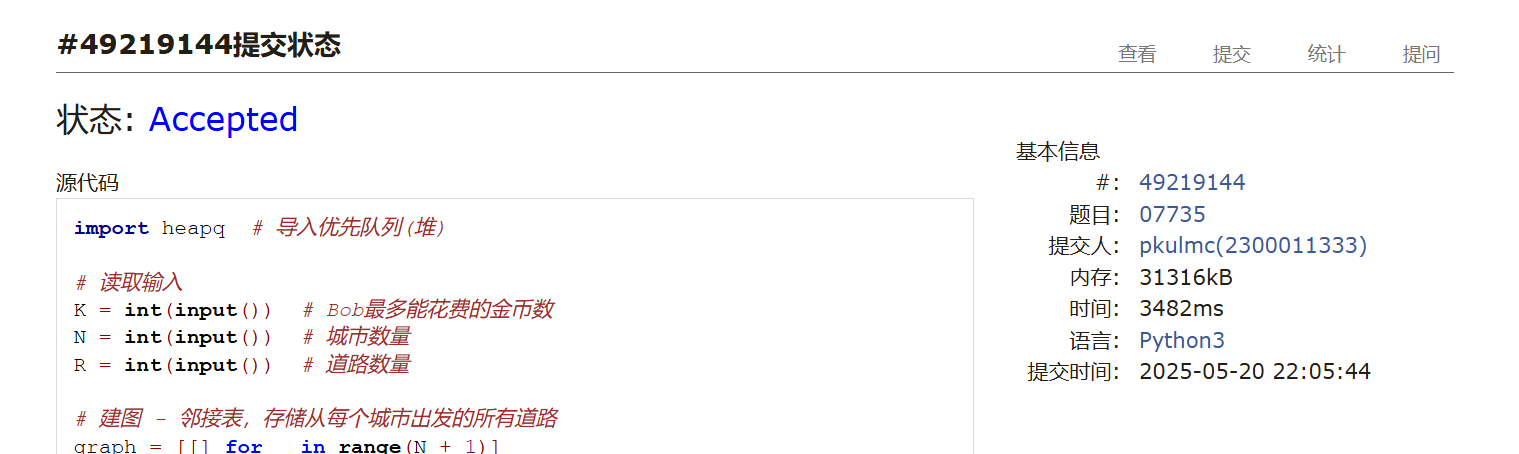 #49219144提交状态
查看 提交 统计 提问
状态: Accepted
源代码
import heapq # 导入优先队列(堆)
# 读取输入
K = int(input()) # Bob最多能花费的金币数
N = int(input()) # 城市数量
R = int(input()) # 道路数量
# 建图 - 邻接表，存储从每个城市出发的所有道路
graph = [[] for _ in range(N + 1)]
基本信息
#: 49219144
题目: 07735
提交人: pkulmc(2300011333)
内存: 31316kB
时间: 3482ms
语言: Python3
提交时间: 2025-05-20 22:05:44